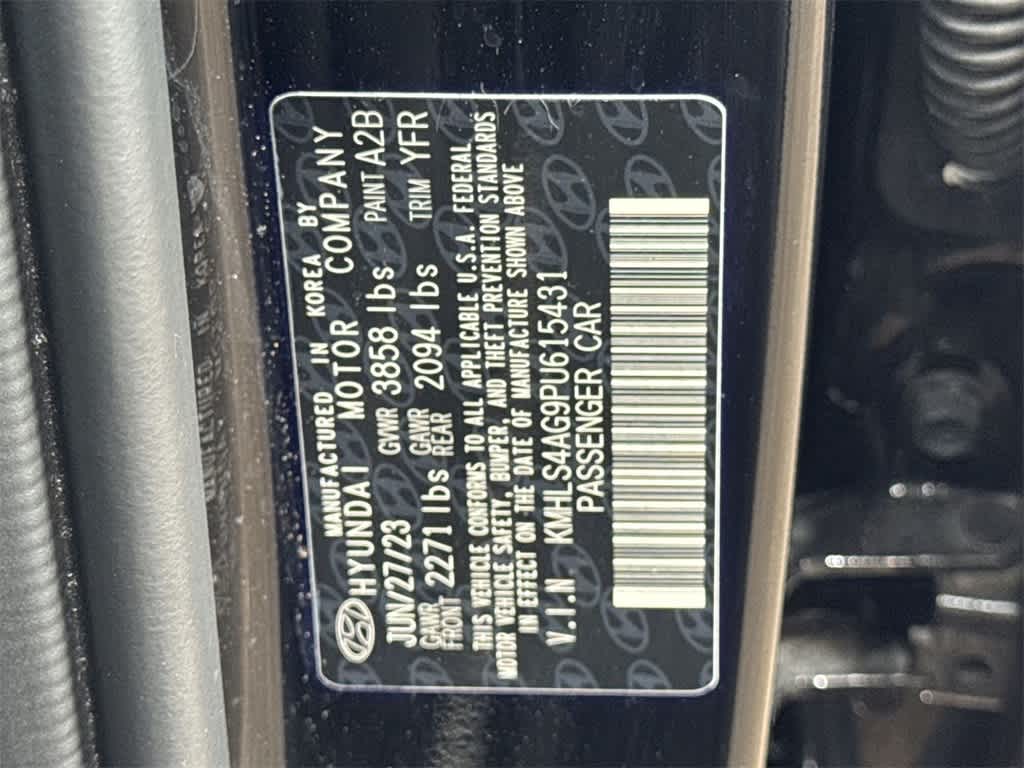 MANUFACTURED IN KOREA BY
HYUNDAI MOTOR COMPANY
JUN/27/23 GVWR 3858 lbs PAINT A2B
GAWR FRONT 2271 lbs GAWR REAR 2094 lbs TRIM YFR
THIS VEHICLE CONFORMS TO ALL APPLICABLE U.S.A. FEDERAL
MOTOR VEHICLE SAFETY, BUMPER, AND THEFT PREVENTION STANDARDS
IN EFFECT ON THE DATE OF MANUFACTURE SHOWN ABOVE
V.I.N. KMHLS4AG9PU615431
PASSENGER CAR